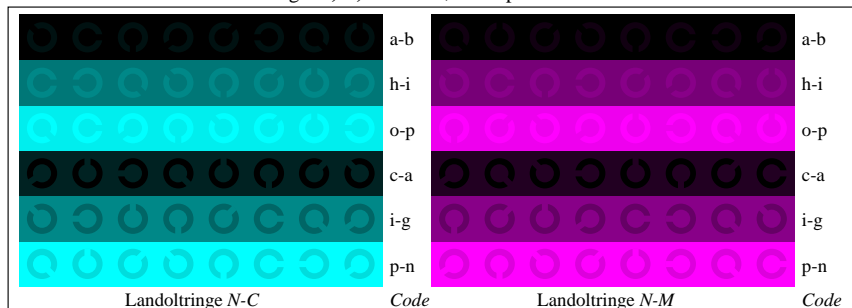 a-b a-b
h-i h-i
o-p o-p
c-a c-a
i-g i-g
p-n p-n
Landoltringe N-C Code Landoltringe N-M Code